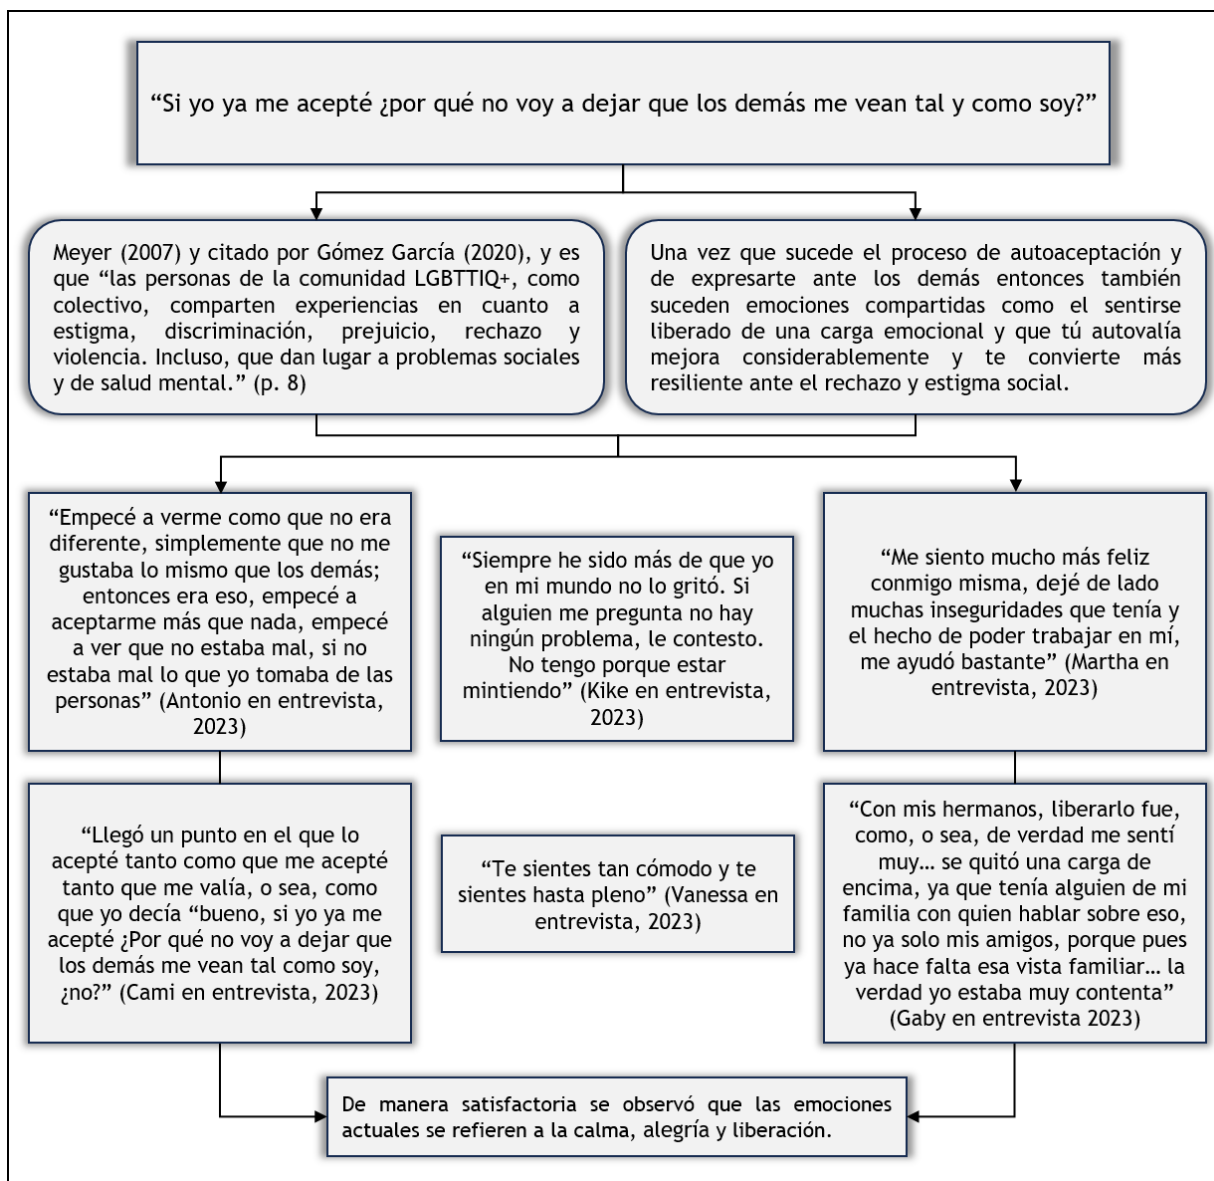 “Si yo ya me acepté ¿por qué no voy a dejar que los demás me vean tal y como soy?”
Meyer (2007) y citado por Gómez García (2020), y es
que “las personas de la comunidad LGBTTIQ+, como
colectivo, comparten experiencias en cuanto a
estigma, discriminación, prejuicio, rechazo y
violencia. Incluso, que dan lugar a problemas sociales
y de salud mental.” (p. 8)
Una vez que sucede el proceso de autoaceptación y
de expresarte ante los demás entonces también
suceden emociones compartidas como el sentirse
liberado de una carga emocional y que tú autovalía
mejora considerablemente y te convierte más
resiliente ante el rechazo y estigma social.
“Empecé a verme como que no era
diferente, simplemente que no me
gustaba lo mismo que los demás;
entonces era eso, empecé a
aceptarme más que nada, empecé
a ver que no estaba mal, si no
estaba mal lo que yo tomaba de las
personas” (Antonio en entrevista,
2023)
“Siempre he sido más de que yo
en mi mundo no lo gritó. Si
alguien me pregunta no hay
ningún problema, le contesto.
No tengo porque estar
mintiendo” (Kike en entrevista,
2023)
“Me siento mucho más feliz
conmigo misma, dejé de lado
muchas inseguridades que tenía y
el hecho de poder trabajar en mí,
me ayudó bastante” (Martha en
entrevista, 2023)
“Llegó un punto en el que lo
acepté tanto como que me acepté
tanto que me valía, o sea, como
que yo decía “bueno, si yo ya me
acepté ¿Por qué no voy a dejar que
los demás me vean tal como soy,
¿no?” (Cami en entrevista, 2023)
“Te sientes tan cómodo y te
sientes hasta pleno” (Vanessa en
entrevista, 2023)
“Con mis hermanos, liberarlo fue,
como, o sea, de verdad me sentí
muy… se quitó una carga de
encima, ya que tenía alguien de mi
familia con quien hablar sobre eso,
no ya solo mis amigos, porque pues
ya hace falta esa vista familiar… la
verdad yo estaba muy contenta”
(Gaby en entrevista 2023)
De manera satisfactoria se observó que las emociones
actuales se refieren a la calma, alegría y liberación.